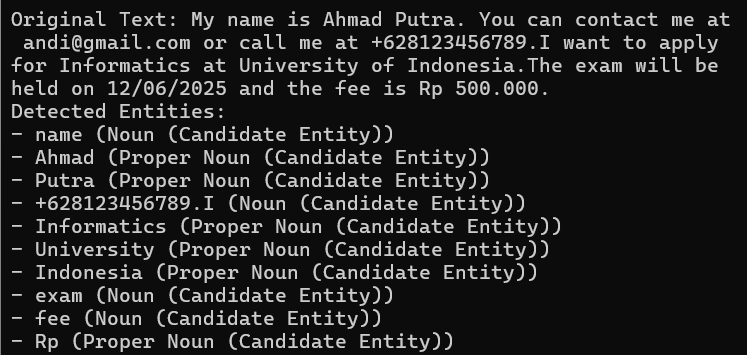 Original Text: My name is Ahmad Putra. You can contact me at
andi@gmail.com or call me at +628123456789.I want to apply
for Informatics at University of Indonesia.The exam will be
held on 12/06/2025 and the fee is Rp 500.000.
Detected Entities:
- name (Noun (Candidate Entity))
- Ahmad (Proper Noun (Candidate Entity))
- Putra (Proper Noun (Candidate Entity))
- +628123456789.I (Noun (Candidate Entity))
- Informatics (Proper Noun (Candidate Entity))
- University (Proper Noun (Candidate Entity))
- Indonesia (Proper Noun (Candidate Entity))
- exam (Noun (Candidate Entity))
- fee (Noun (Candidate Entity))
- Rp (Proper Noun (Candidate Entity))